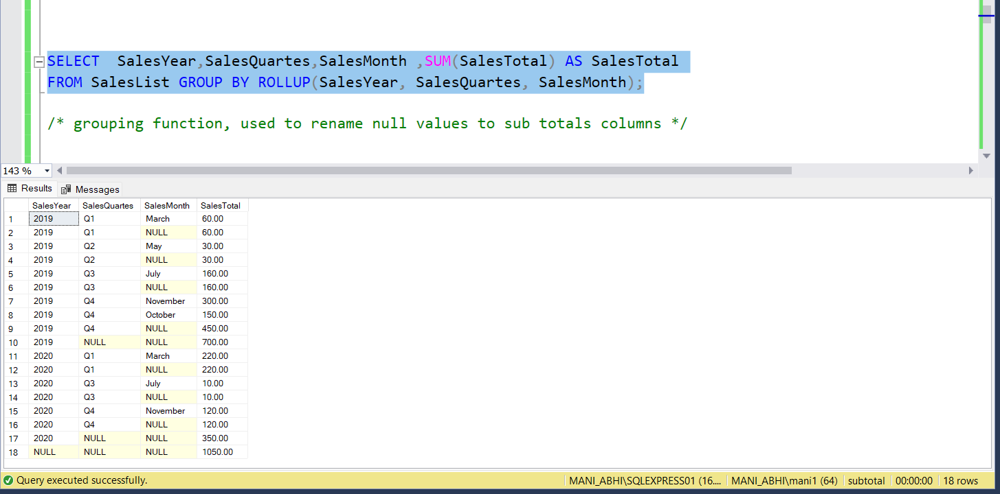 SELECT  SalesYear,SalesQuartes,SalesMonth ,SUM(SalesTotal) AS SalesTotal
FROM SalesList GROUP BY ROLLUP(SalesYear, SalesQuartes, SalesMonth);
/* grouping function, used to rename null values to sub totals columns */
143 %
Results Messages
SalesYear SalesQuartes SalesMonth SalesTotal
1 2019 Q1 March 60.00
2 2019 Q1 NULL 60.00
3 2019 Q2 May 30.00
4 2019 Q2 NULL 30.00
5 2019 Q3 July 160.00
6 2019 Q3 NULL 160.00
7 2019 Q4 November 300.00
8 2019 Q4 October 150.00
9 2019 Q4 NULL 450.00
10 2019 NULL NULL 700.00
11 2020 Q1 March 220.00
12 2020 Q1 NULL 220.00
13 2020 Q3 July 10.00
14 2020 Q3 NULL 10.00
15 2020 Q4 November 120.00
16 2020 Q4 NULL 120.00
17 2020 NULL NULL 350.00
18 NULL NULL NULL 1050.00
Query executed successfully. MANI_ABHI\SQLEXPRESS01 (16.... MANI_ABHI\mani1 (64) subtotal 00:00:00 18 rows